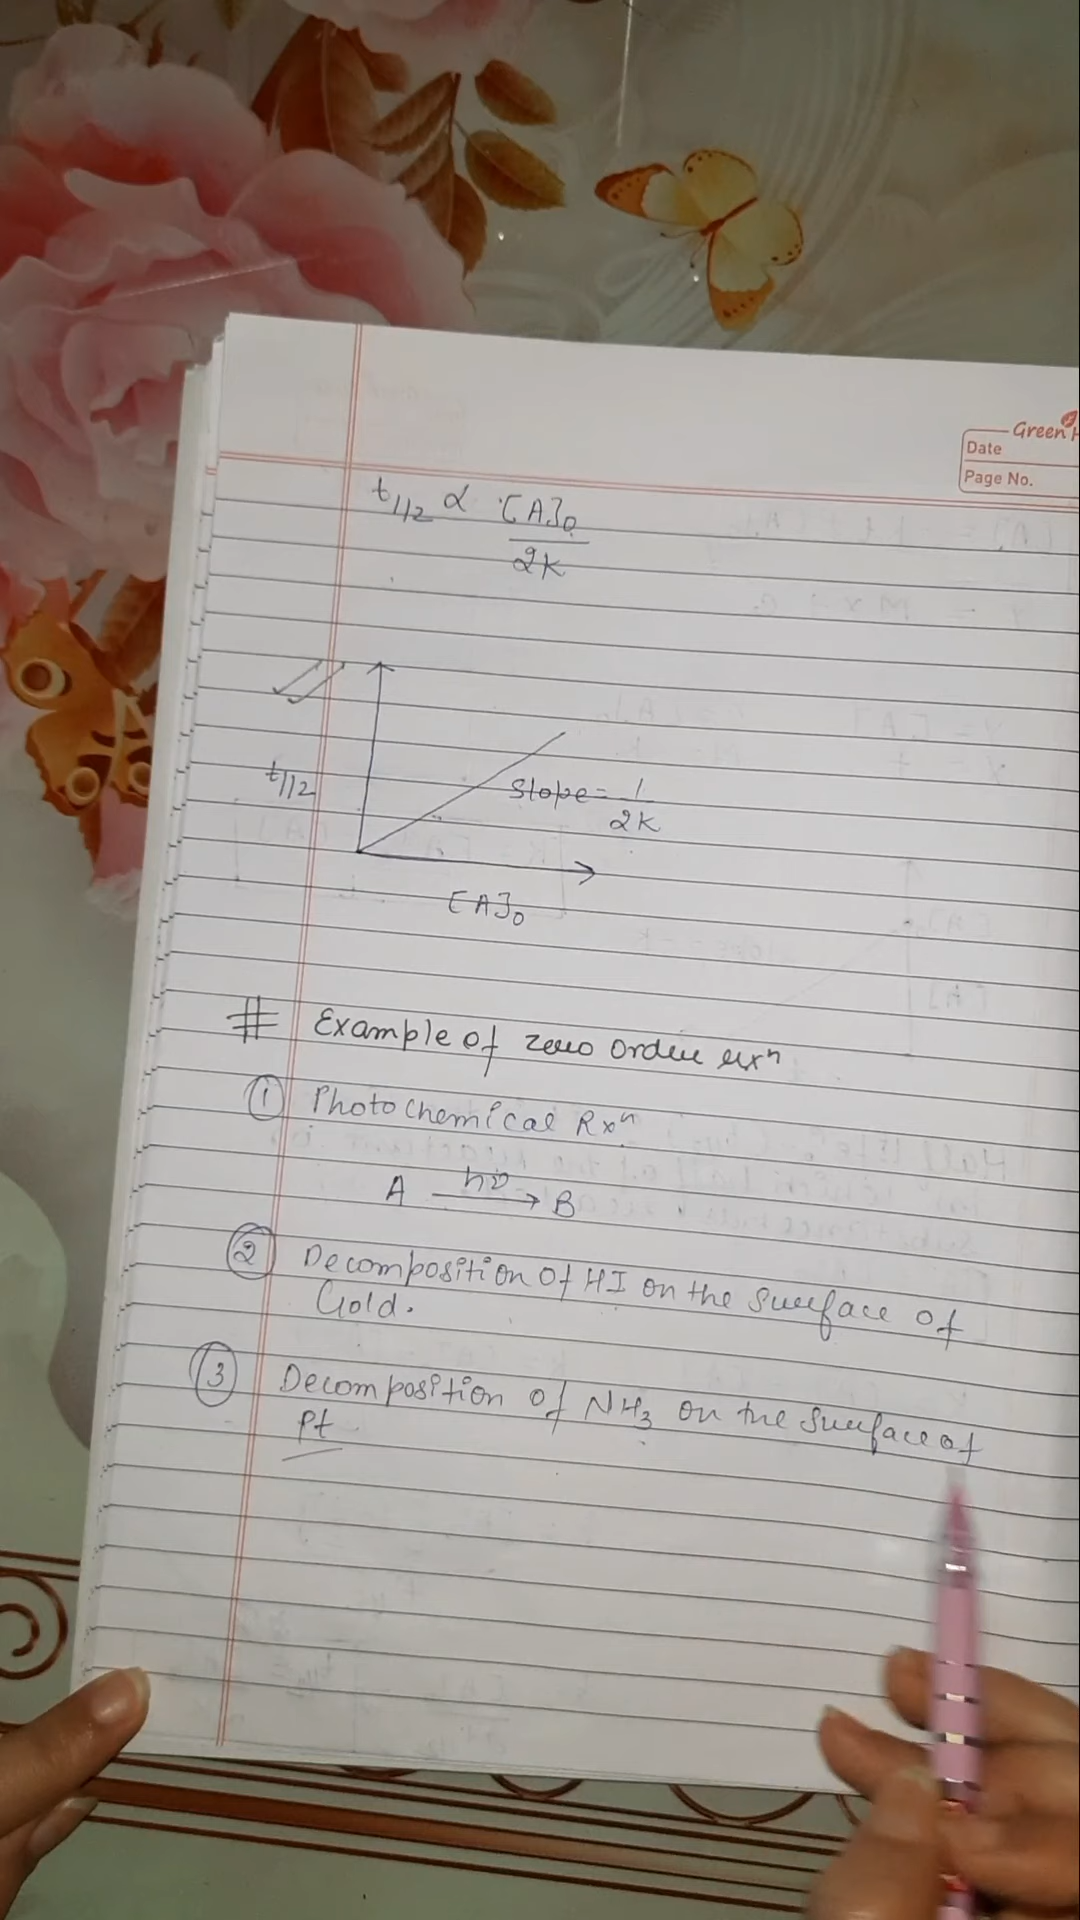 Green
Date
Page No.
t1/2 ∝ [A]0
2K
t1/2
Slope = 1
2K
[A]0
# Example of zero order rxⁿ
① Photochemical Rxⁿ
A hν → B
② Decomposition of HI on the surface of
Gold.
③ Decomposition of NH3 on the surface of
Pt